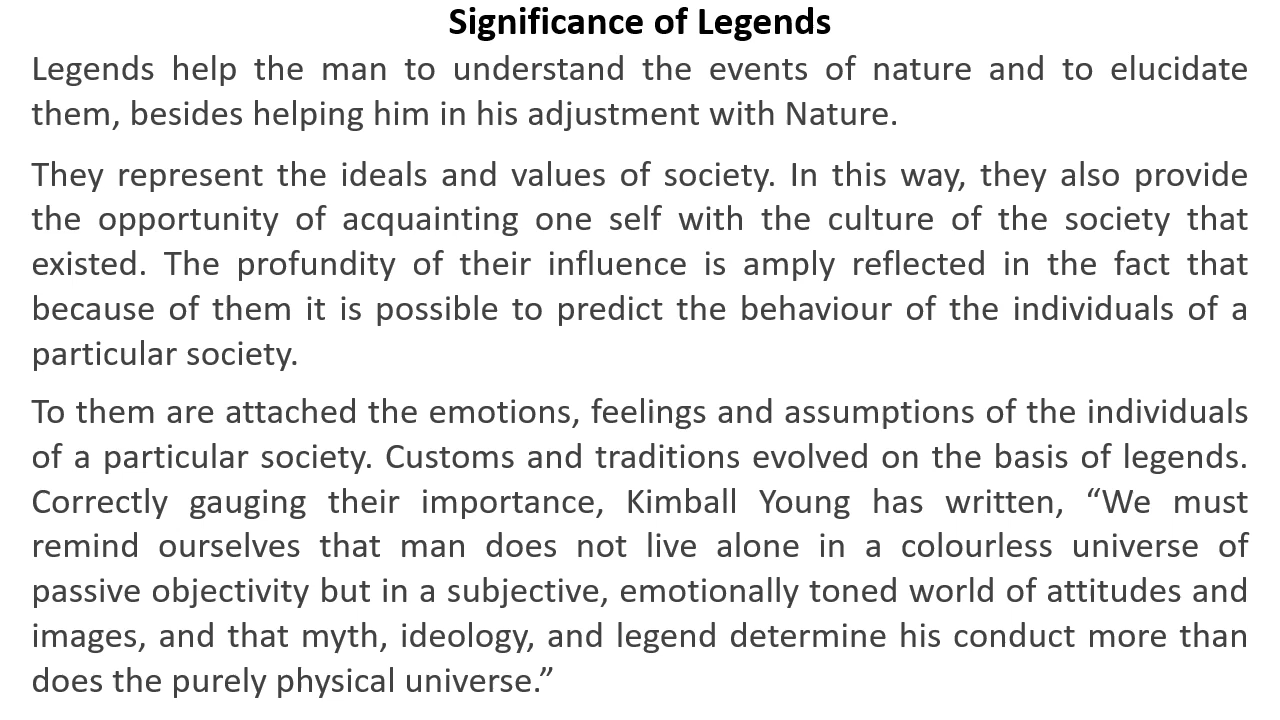 Significance of Legends
Legends help the man to understand the events of nature and to elucidate
them, besides helping him in his adjustment with Nature.
They represent the ideals and values of society. In this way, they also provide
the opportunity of acquainting one self with the culture of the society that
existed. The profundity of their influence is amply reflected in the fact that
because of them it is possible to predict the behaviour of the individuals of a
particular society.
To them are attached the emotions, feelings and assumptions of the individuals
of a particular society. Customs and traditions evolved on the basis of legends.
Correctly gauging their importance, Kimball Young has written, “We must
remind ourselves that man does not live alone in a colourless universe of
passive objectivity but in a subjective, emotionally toned world of attitudes and
images, and that myth, ideology, and legend determine his conduct more than
does the purely physical universe.”